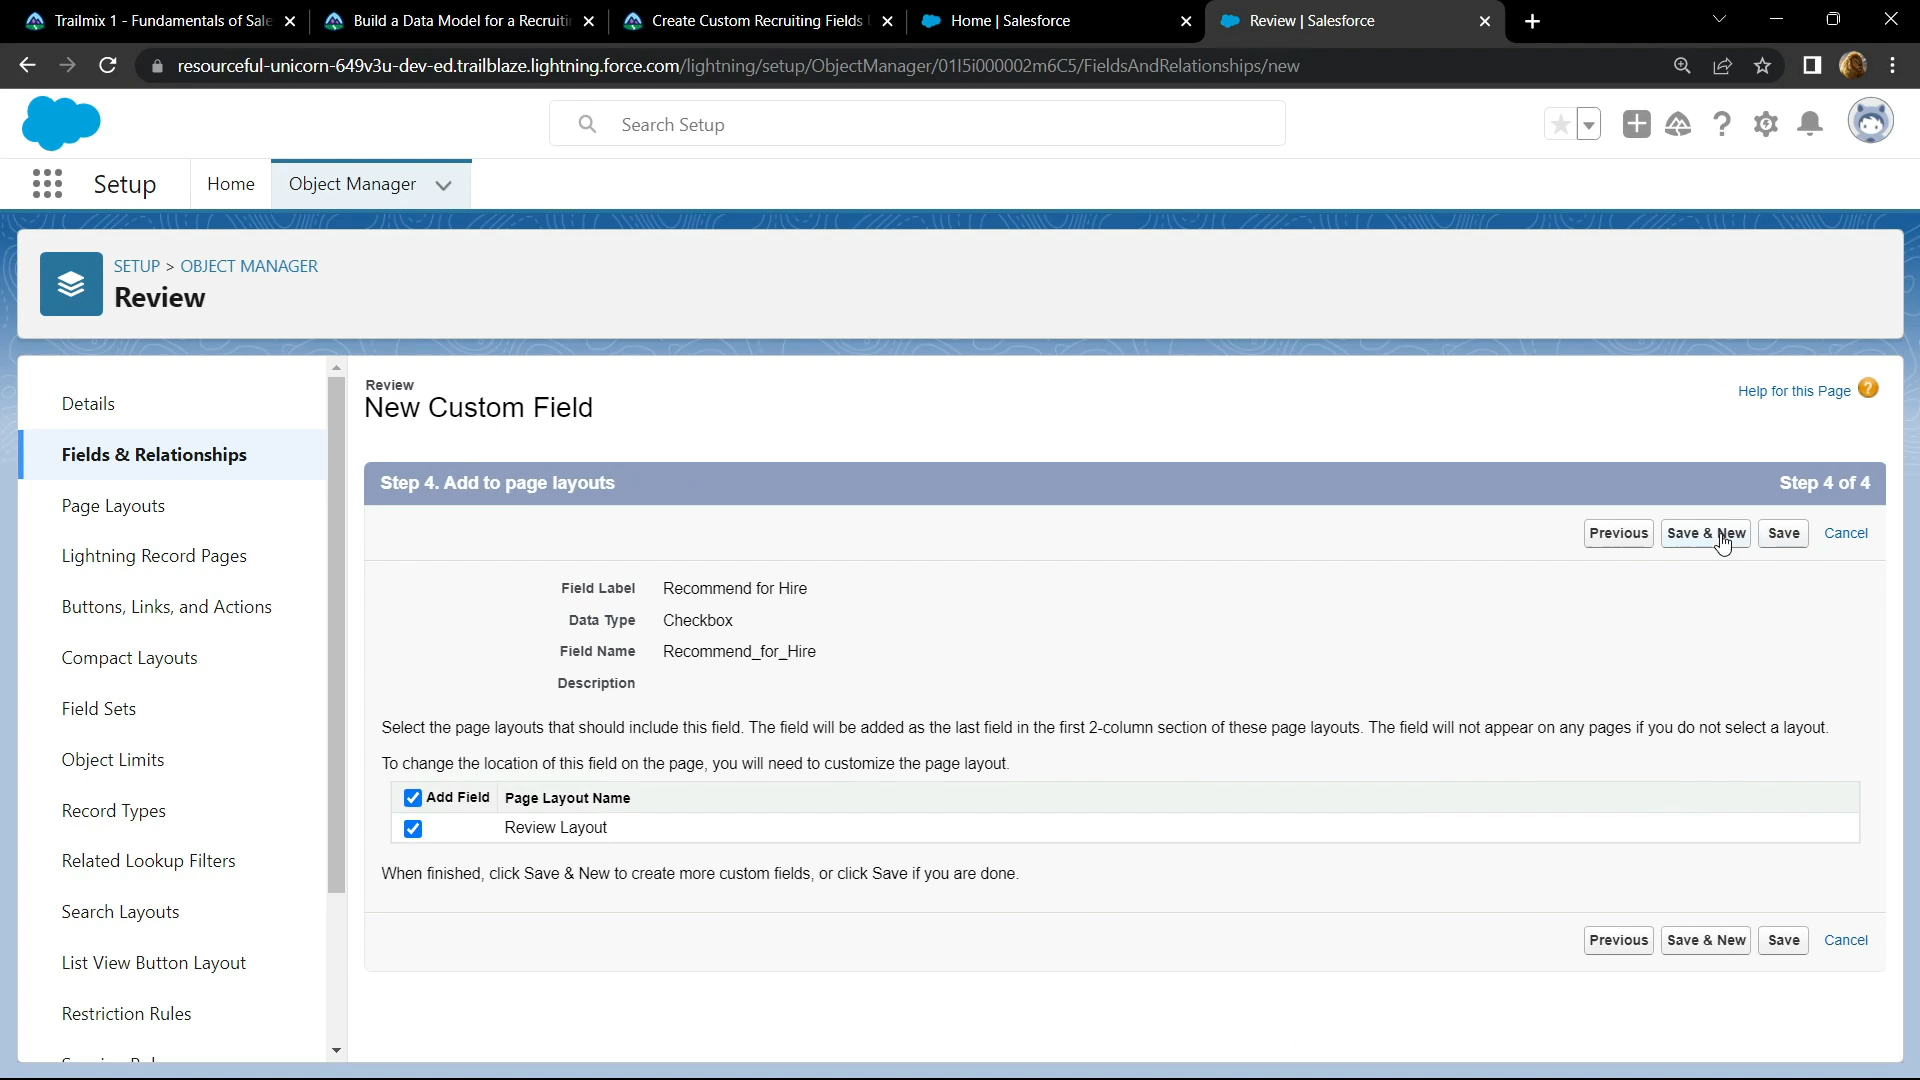 Trailmix 1 - Fundamentals of Sale
Build a Data Model for a Recruitin
Create Custom Recruiting Fields
Home | Salesforce
Review | Salesforce
resourceful-unicorn-649v3u-dev-ed.trailblaze.lightning.force.com/lightning/setup/ObjectManager/01I5i000002m6C5/FieldsAndRelationships/new
Search Setup
Setup
Home
Object Manager
SETUP > OBJECT MANAGER
Review
Details
Fields & Relationships
Page Layouts
Lightning Record Pages
Buttons, Links, and Actions
Compact Layouts
Field Sets
Object Limits
Record Types
Related Lookup Filters
Search Layouts
List View Button Layout
Restriction Rules
Review
New Custom Field
Help for this Page ?
Step 4. Add to page layouts
Step 4 of 4
Previous Save & New Save Cancel
Field Label Recommend for Hire
Data Type Checkbox
Field Name Recommend_for_Hire
Description
Select the page layouts that should include this field. The field will be added as the last field in the first 2-column section of these page layouts. The field will not appear on any pages if you do not select a layout.
To change the location of this field on the page, you will need to customize the page layout.
Add Field Page Layout Name
Review Layout
When finished, click Save & New to create more custom fields, or click Save if you are done.
Previous Save & New Save Cancel